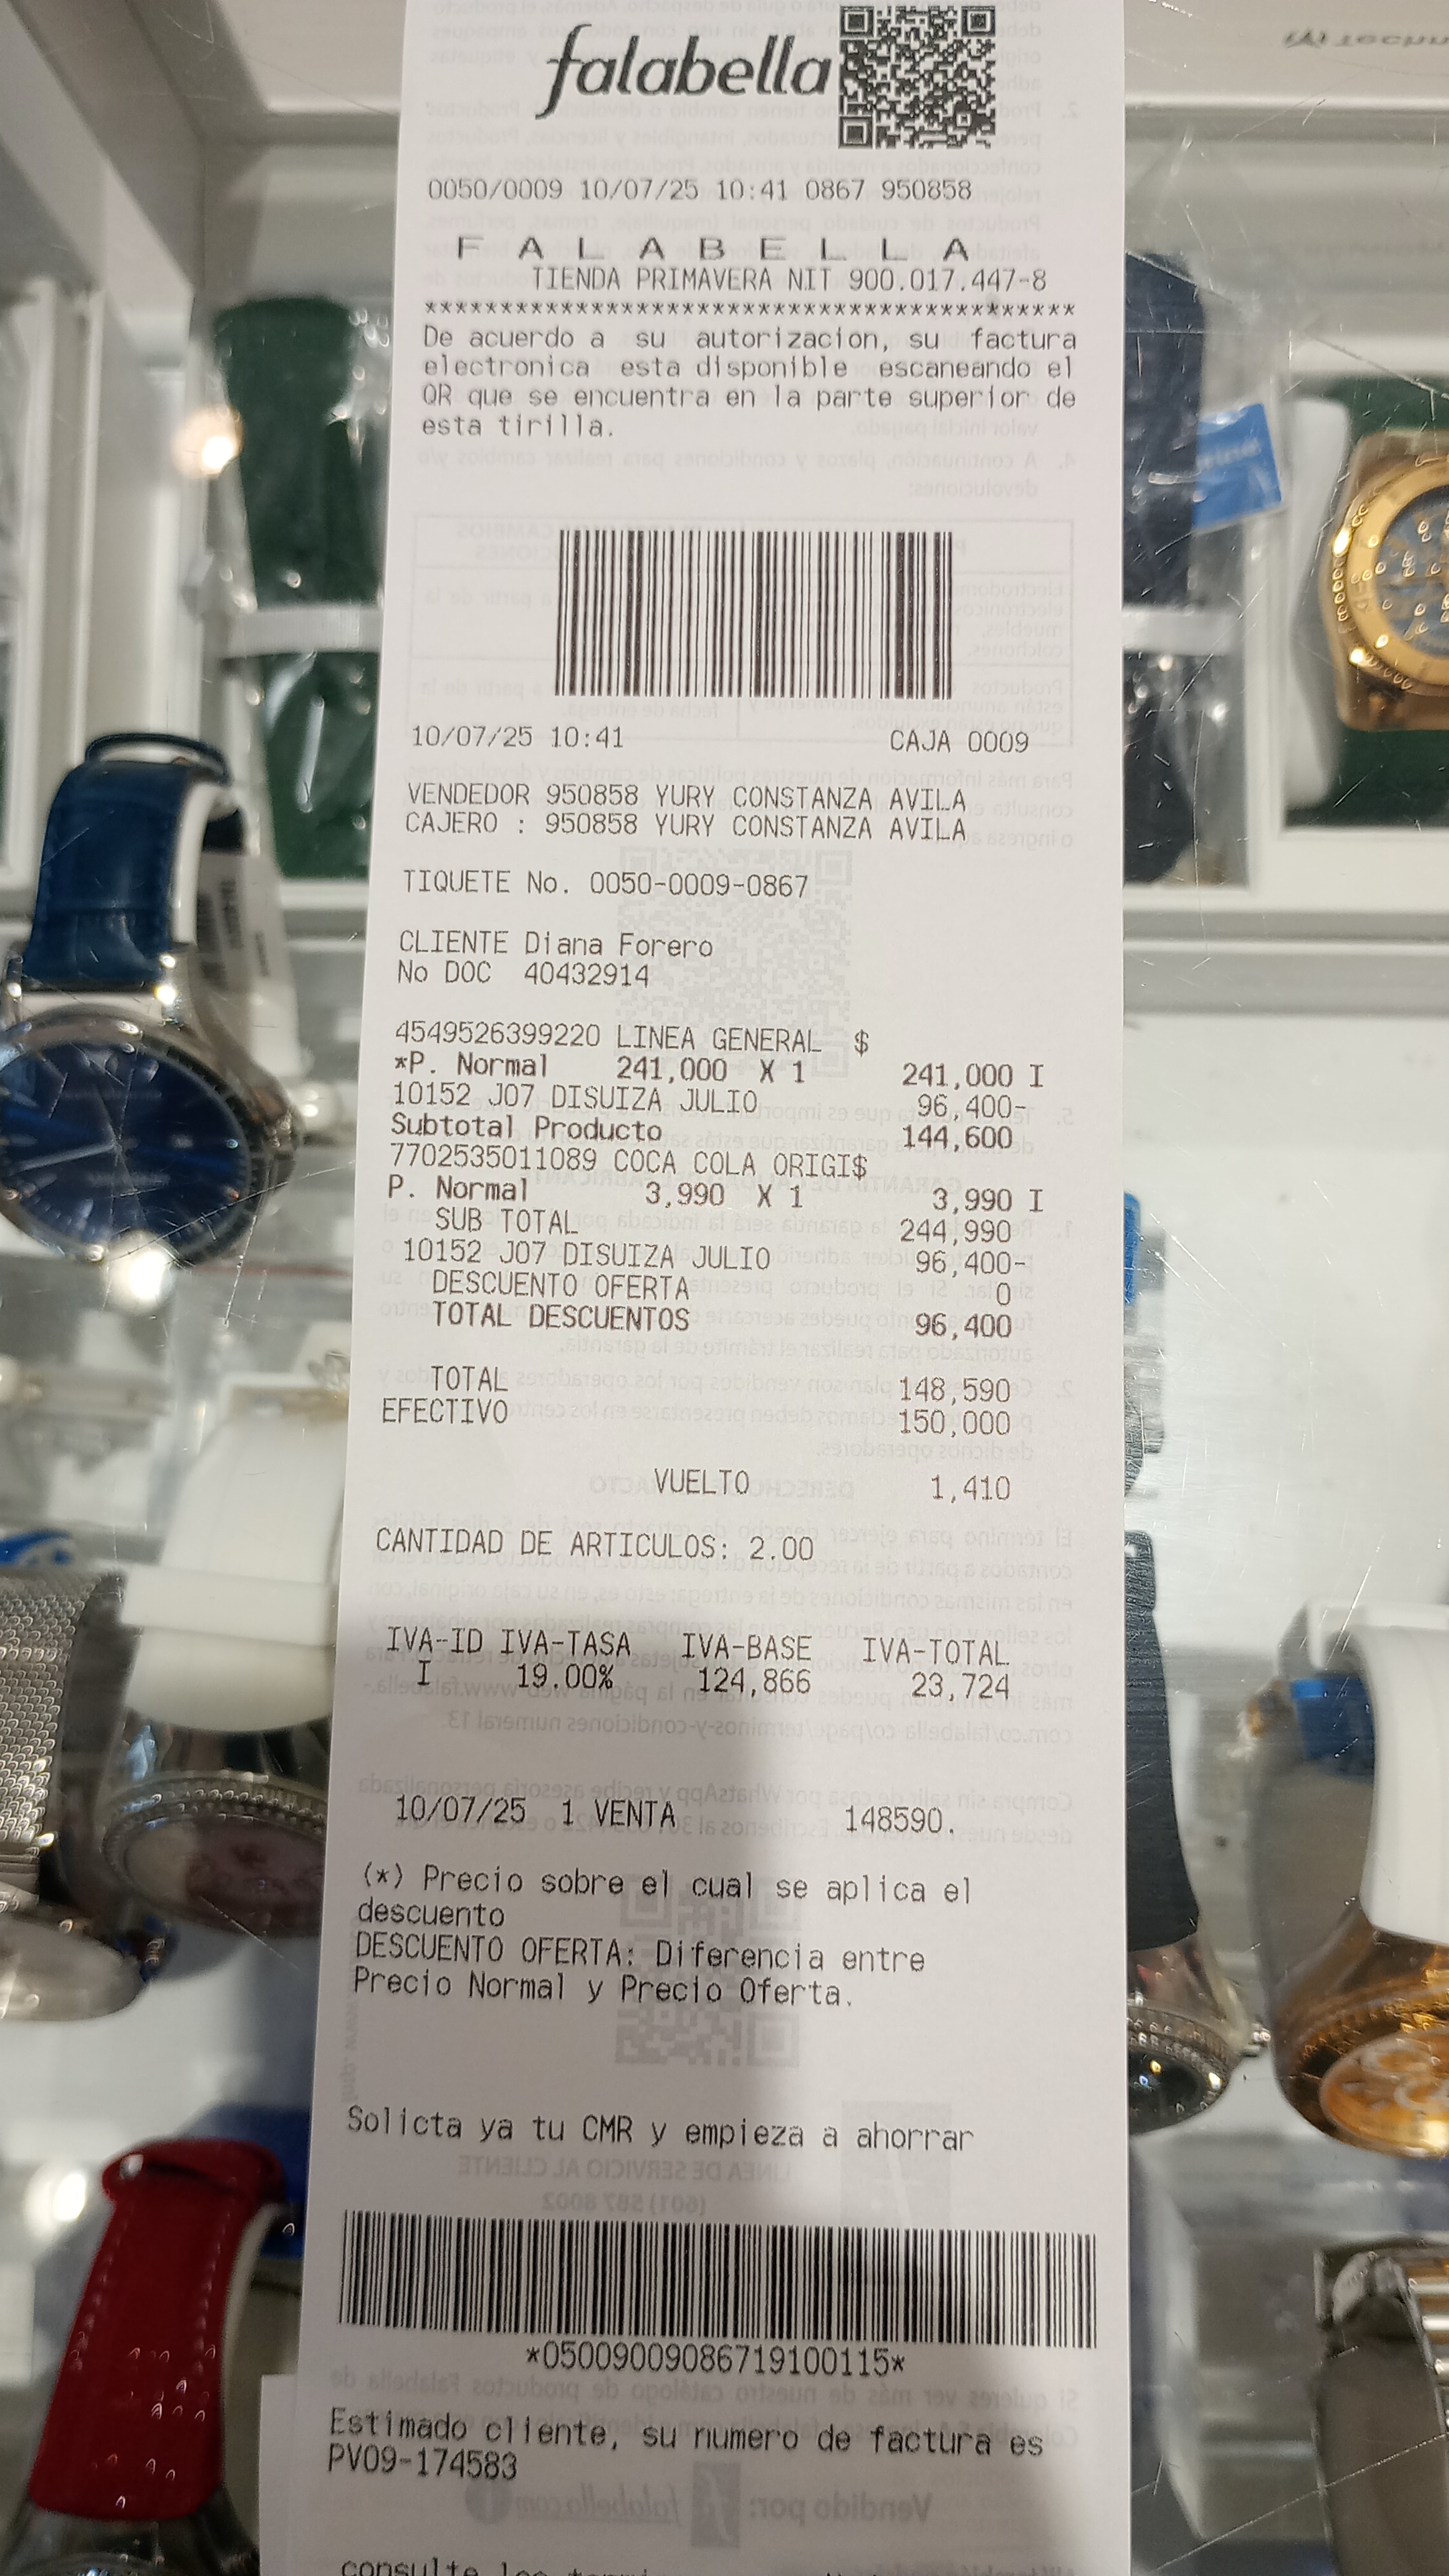 falabella
0050/0009 10/07/25 10:41 0867 950858
F A L A B E L L A
TIENDA PRIMAVERA NIT 900.017.447-8
******************************************
De acuerdo a su autorizacion, su factura
electronica esta disponible escaneando el
QR que se encuentra en la parte superior de
esta tirilla.
10/07/25 10:41 CAJA 0009
VENDEDOR 950858 YURY CONSTANZA AVILA
CAJERO : 950858 YURY CONSTANZA AVILA
TIQUETE No. 0050-0009-0867
CLIENTE Diana Forero
No DOC 40432914
4549526399220 LINEA GENERAL $
*P. Normal 241,000 X 1 241,000 I
10152 J07 DISUIZA JULIO 96,400-
Subtotal Producto 144,600
7702535011089 COCA COLA ORIGI$
P. Normal 3,990 X 1 3,990 I
SUB TOTAL 244,990
10152 J07 DISUIZA JULIO 96,400-
DESCUENTO OFERTA 0
TOTAL DESCUENTOS 96,400
TOTAL 148,590
EFECTIVO 150,000
VUELTO 1,410
CANTIDAD DE ARTICULOS: 2.00
IVA-ID IVA-TASA IVA-BASE IVA-TOTAL
I 19.00% 124,866 23,724
10/07/25 1 VENTA 148590.
(*) Precio sobre el cual se aplica el
descuento
DESCUENTO OFERTA: Diferencia entre
Precio Normal y Precio Oferta.
Solicta ya tu CMR y empieza a ahorrar
*05009009086719100115*
Estimado cliente, su numero de factura es
PV09-174583